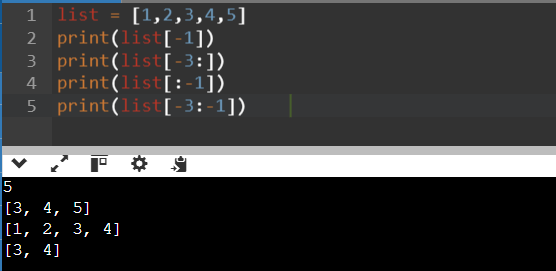 1 list = [1,2,3,4,5]
2 print(list[-1])
3 print(list[-3:])
4 print(list[:-1])
5 print(list[-3:-1])
5
[3, 4, 5]
[1, 2, 3, 4]
[3, 4]